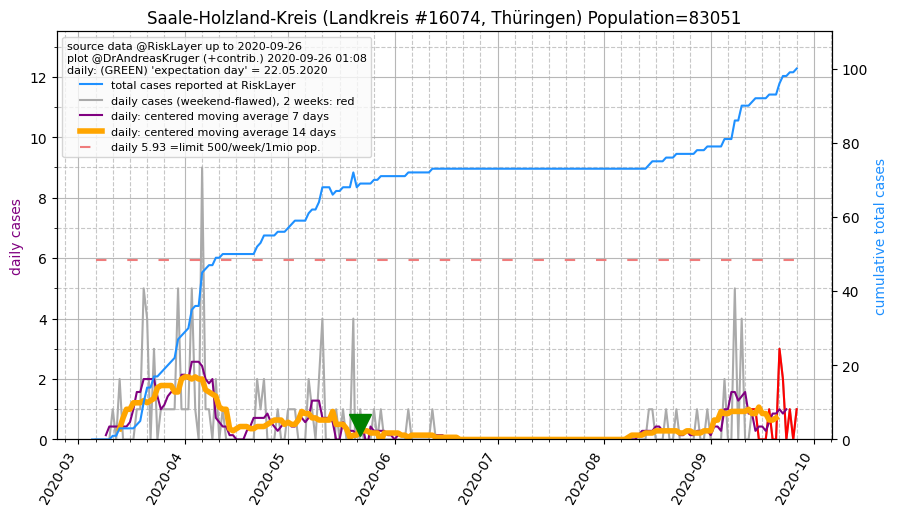 Saale-Holzland-Kreis (Landkreis #16074, Thüringen) Population=83051
source data @RiskLayer up to 2020-09-26
plot @DrAndreasKruger (+contrib.) 2020-09-26 01:08
daily: (GREEN) 'expectation day' = 22.05.2020
total cases reported at RiskLayer
daily cases (weekend-flawed), 2 weeks: red
daily: centered moving average 7 days
daily: centered moving average 14 days
daily 5.93 =limit 500/week/1mio pop.
daily cases
12
10
8
6
4
2
0
cumulative total cases
100
80
60
40
20
0
2020-03
2020-04
2020-05
2020-06
2020-07
2020-08
2020-09
2020-10